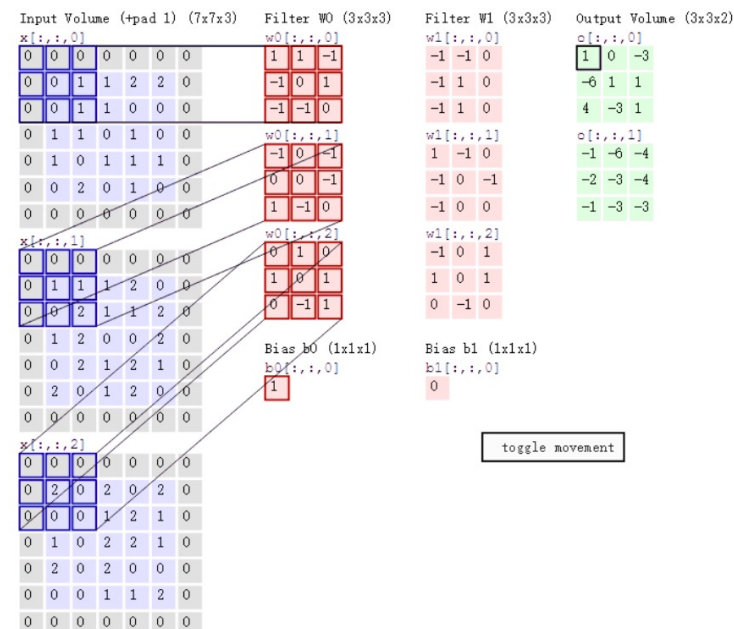 Input Volume (+pad 1) (7x7x3)
x[:,:,0]
0 0 0 0 0 0 0
0 0 1 1 2 2 0
0 0 1 1 0 0 0
0 1 1 0 1 0 0
0 1 0 1 1 1 0
0 0 2 0 1 0 0
0 0 0 0 0 0 0
x[:,:,1]
0 0 0 0 0 0 0
0 1 1 1 2 0 0
0 0 2 1 1 2 0
0 1 2 0 0 2 0
0 0 2 1 2 1 0
0 2 0 1 2 0 0
0 0 0 0 0 0 0
x[:,:,2]
0 0 0 0 0 0 0
0 2 0 2 0 2 0
0 0 0 1 2 1 0
0 1 0 2 2 1 0
0 2 0 2 0 0 0
0 0 0 1 1 2 0
0 0 0 0 0 0 0
Filter W0 (3x3x3)
w0[:,:,0]
1 1 -1
-1 0 1
-1 -1 0
w0[:,:,1]
-1 0 -1
0 0 -1
1 -1 0
w0[:,:,2]
0 1 0
1 0 1
0 -1 1
Bias b0 (1x1x1)
b0[:,:,0]
1
Filter W1 (3x3x3)
w1[:,:,0]
-1 -1 0
-1 1 0
-1 1 0
w1[:,:,1]
1 -1 0
-1 0 -1
-1 0 0
w1[:,:,2]
-1 0 1
1 0 1
0 -1 0
Bias b1 (1x1x1)
b1[:,:,0]
0
Output Volume (3x3x2)
o[:,:,0]
1 0 -3
-6 1 1
4 -3 1
o[:,:,1]
-1 -6 -4
-2 -3 -4
-1 -3 -3
toggle movement